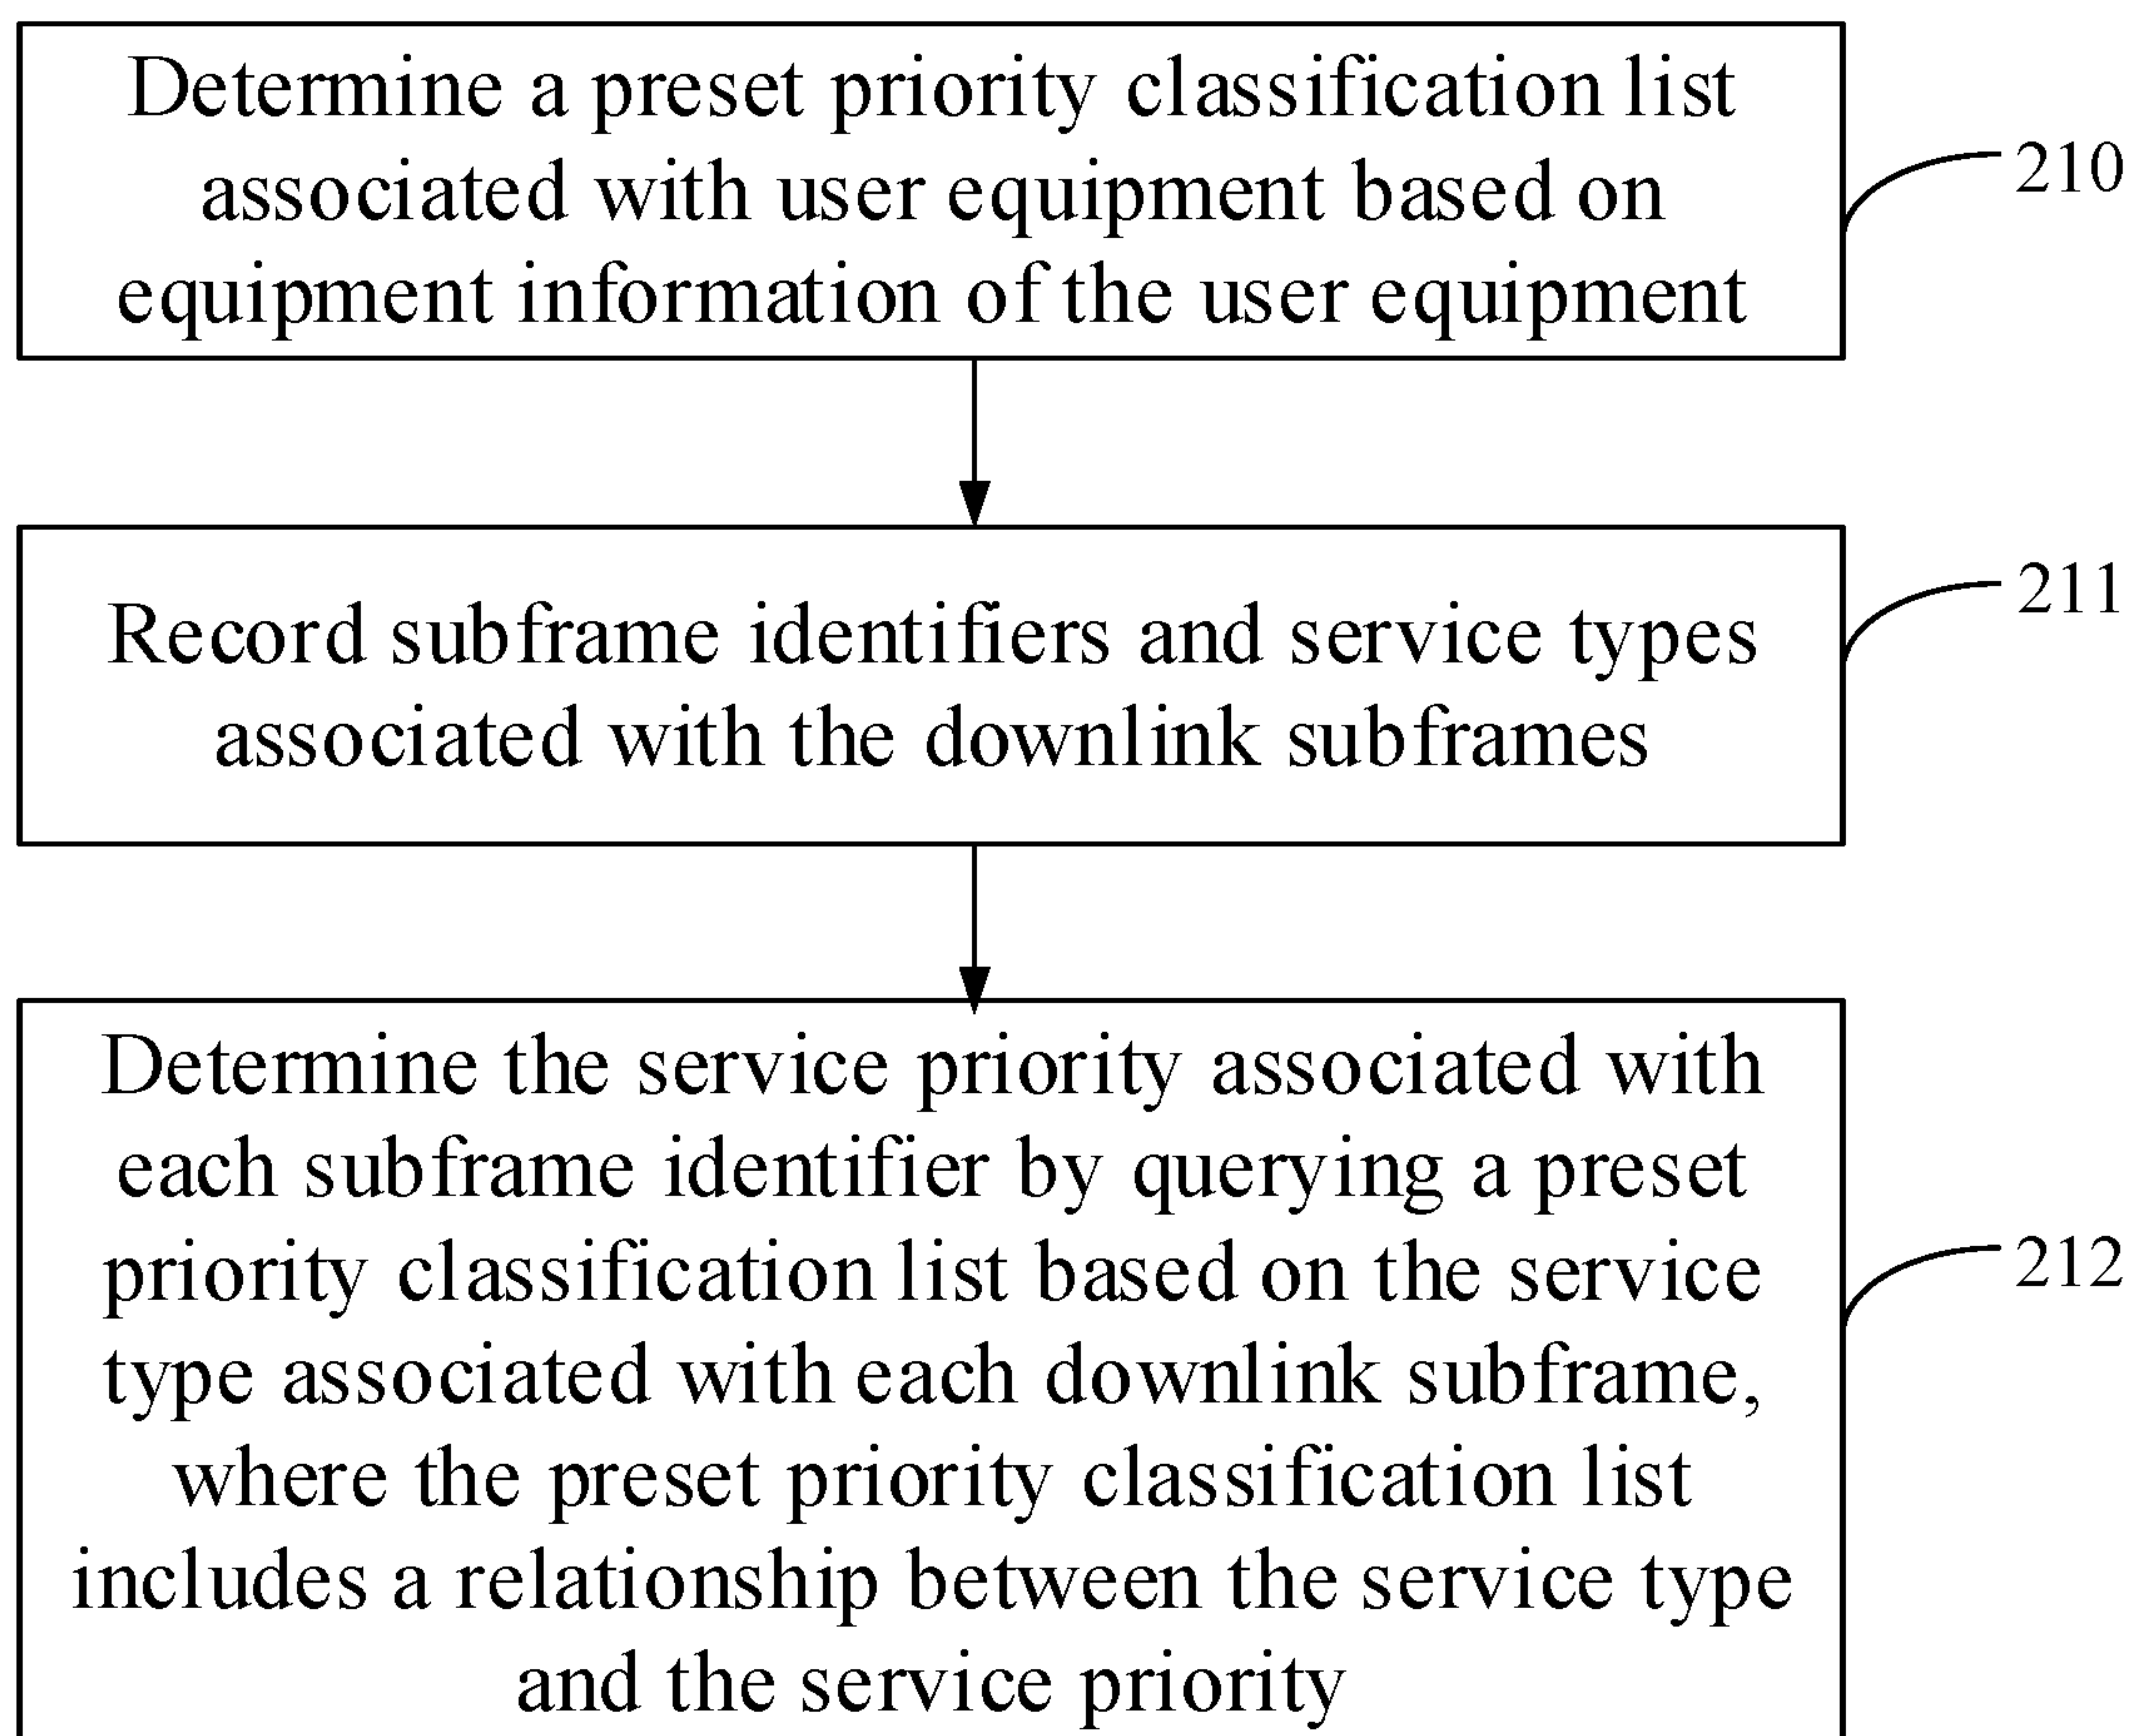 Determine a preset priority classification list
associated with user equipment based on
equipment information of the user equipment
210
Record subframe identifiers and service types
associated with the downlink subframes
211
Determine the service priority associated with
each subframe identifier by querying a preset
priority classification list based on the service
type associated with each downlink subframe,
where the preset priority classification list
includes a relationship between the service type
and the service priority
212